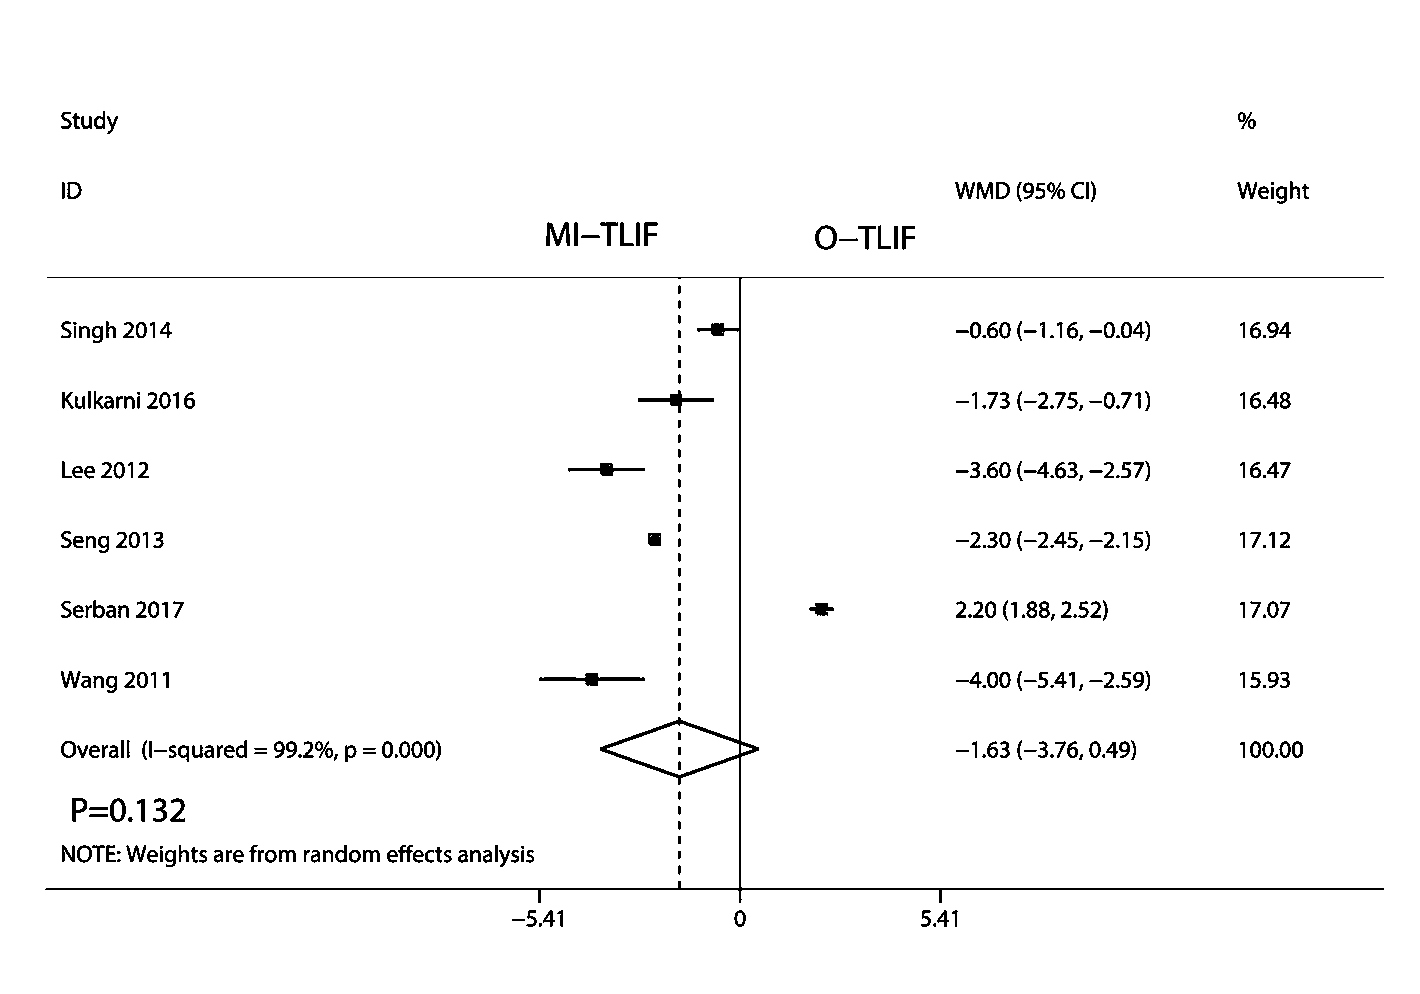 Study %
ID WMD (95% CI) Weight
MI−TLIF O−TLIF
Singh 2014 −0.60 (−1.16, −0.04) 16.94
Kulkarni 2016 −1.73 (−2.75, −0.71) 16.48
Lee 2012 −3.60 (−4.63, −2.57) 16.47
Seng 2013 −2.30 (−2.45, −2.15) 17.12
Serban 2017 2.20 (1.88, 2.52) 17.07
Wang 2011 −4.00 (−5.41, −2.59) 15.93
Overall (I−squared = 99.2%, p = 0.000) −1.63 (−3.76, 0.49) 100.00
P=0.132
NOTE: Weights are from random effects analysis
−5.41 0 5.41